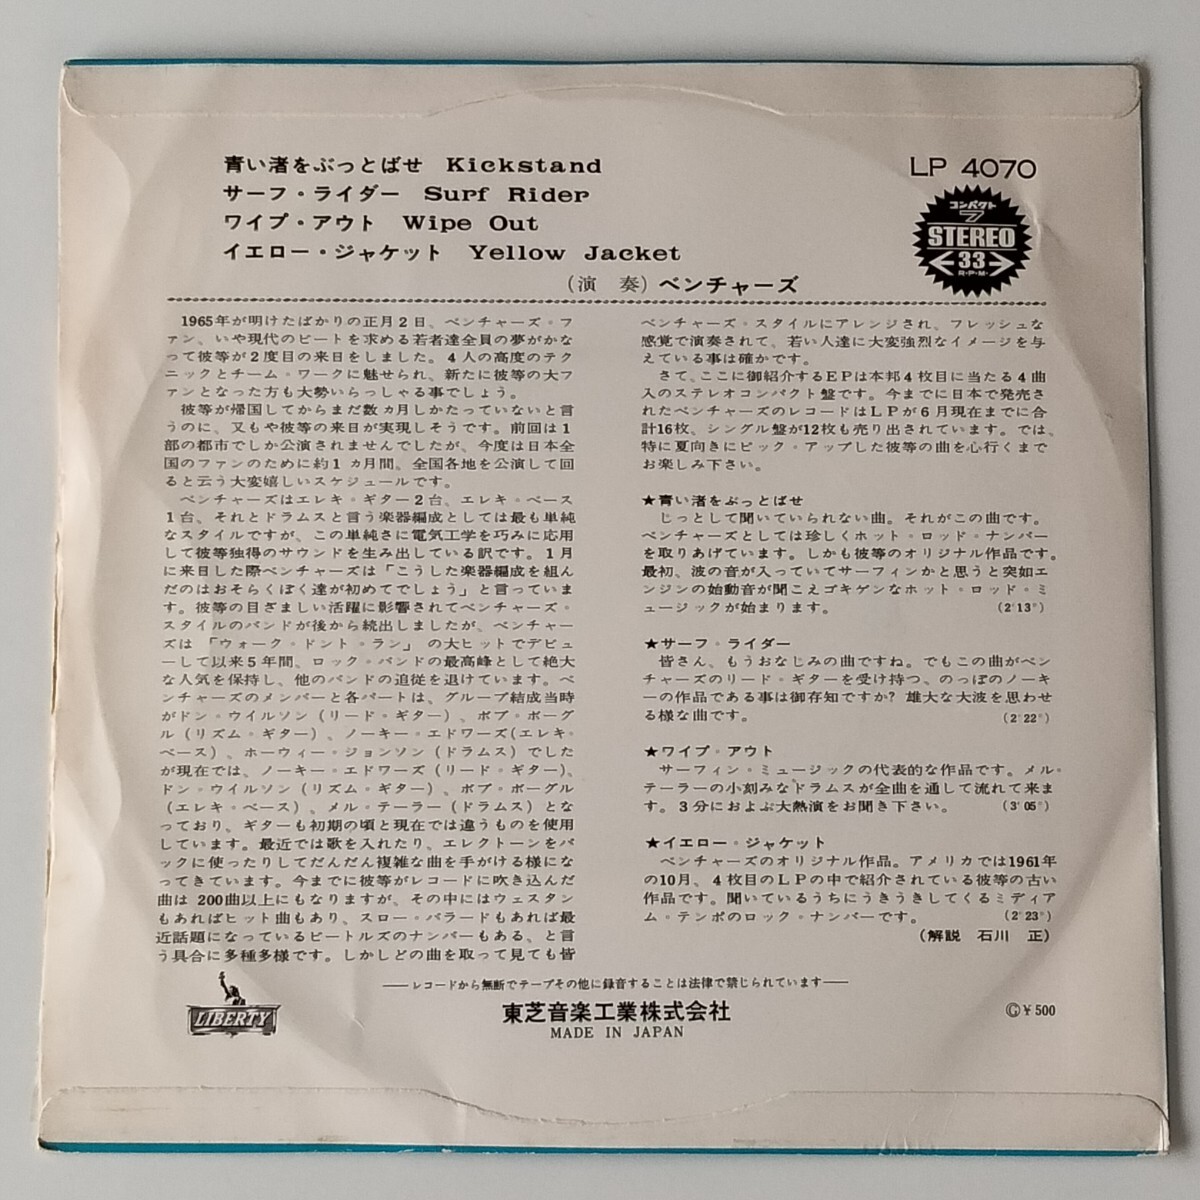 青い渚をぶっとばせ Kickstand
サーフ・ライダー Surf Rider
ワイプ・アウト Wipe Out
イエロー・ジャケット Yellow Jacket
(演 奏) ベンチャーズ
LP 4070
コンパクト
7
STEREO
33
R・P・M・
1965年が明けたばかりの正月2日、ベンチャーズ・フ
ァン、いや現代のビートを求める若者達全員の夢がかな
って彼等が2度目の来日をしました。4人の高度のテク
ニックとチーム・ワークに魅せられ、新たに彼等の大フ
ァンとなった方も大勢いらっしゃる事でしょう。
彼等が帰国してからまだ数ヵ月しかたっていないと言
うのに、又もや彼等の来日が実現しそうです。前回は1
部の都市でしか公演されませんでしたが、今度は日本全
国のファンのために約1ヵ月間、全国各地を公演して回
ると云う大変嬉しいスケジュールです。
ベンチャーズはエレキ・ギター2台、エレキ・ベース
1台、それとドラムスと言う楽器編成としては最も単純
なスタイルですが、この単純さに電気工学を巧みに応用
して彼等独得のサウンドを生み出している訳です。1月
に来日した際ベンチャーズは「こうした楽器編成を組ん
だのはおそらくぼく達が初めてでしょう」と言っていま
す。彼等の目ざましい活躍に影響されてベンチャーズ・
スタイルのバンドが後から続出しましたが、ベンチャー
ズは 「ウォーク・ドント・ラン」 の大ヒットでデビュ
ーして以来5年間、ロック・バンドの最高峰として絶大
な人気を保持し、他のバンドの追従を退けています。ベ
ンチャーズのメンバーと各パートは、グループ結成当時
がドン・ウイルソン (リード・ギター)、ボブ・ボーグ
ル (リズム・ギター)、ノーキー・エドワーズ(エレキ・
ベース)、ホーウィー・ジョンソン (ドラムス) でした
が現在では、ノーキー・エドワーズ (リード・ギター)、
ドン・ウイルソン (リズム・ギター)、ボブ・ボーグル
(エレキ・ベース)、メル・テーラー (ドラムス) とな
っており、ギターも初期の頃と現在では違うものを使用
しています。最近では歌を入れたり、エレクトーンをバ
ックに使ったりしてだんだん複雑な曲を手がける様にな
ってきています。今までに彼等がレコードに吹き込んだ
曲は 200曲以上にもなりますが、その中にはウェスタン
もあればヒット曲もあり、スロー・バラードもあれば最
近話題になっているビートルズのナンバーもある、と言
う具合に多種多様です。しかしどの曲を取って見ても皆
ベンチャーズ・スタイルにアレンジされ、フレッシュな
感覚で演奏されて、若い人達に大変強烈なイメージを与
えている事は確かです。
さて、ここに御紹介するEPは本邦4枚目に当たる4曲
入のステレオコンパクト盤です。今までに日本で発売さ
れたベンチャーズのレコードはLPが6月現在までに合
計16枚、シングル盤が12枚も売り出されています。では、
特に夏向きにピック・アップした彼等の曲を心行くまで
お楽しみ下さい。
★青い渚をぶっとばせ
じっとして聞いていられない曲。それがこの曲です。
ベンチャーズとしては珍しくホット・ロッド・ナンバー
を取りあげています。しかも彼等のオリジナル作品です。
最初、波の音が入っていてサーフィンかと思うと突如エ
ンジンの始動音が聞こえゴキゲンなホット・ロッド・ミ
ュージックが始まります。 (2′13″)
★サーフ・ライダー
皆さん、もうおなじみの曲ですね。でもこの曲がベン
チャーズのリード・ギターを受け持つ、のっぽのノーキ
ーの作品である事は御存知ですか? 雄大な大波を思わせ
る様な曲です。 (2′22″)
★ワイプ・アウト
サーフィン・ミュージックの代表的な作品です。メル・
テーラーの小刻みなドラムスが全曲を通して流れて来ま
す。3分におよぶ大熱演をお聞き下さい。 (3′05″)
★イエロー・ジャケット
ベンチャーズのオリジナル作品。アメリカでは1961年
の10月、4枚目のLPの中で紹介されている彼等の古い
作品です。聞いているうちにうきうきしてくるミディア
ム・テンポのロック・ナンバーです。 (2′23″)
(解説 石川 正)
——レコードから無断でテープその他に録音することは法律で禁じられています——
LIBERTY
東芝音楽工業株式会社
MADE IN JAPAN
Ⓖ¥500